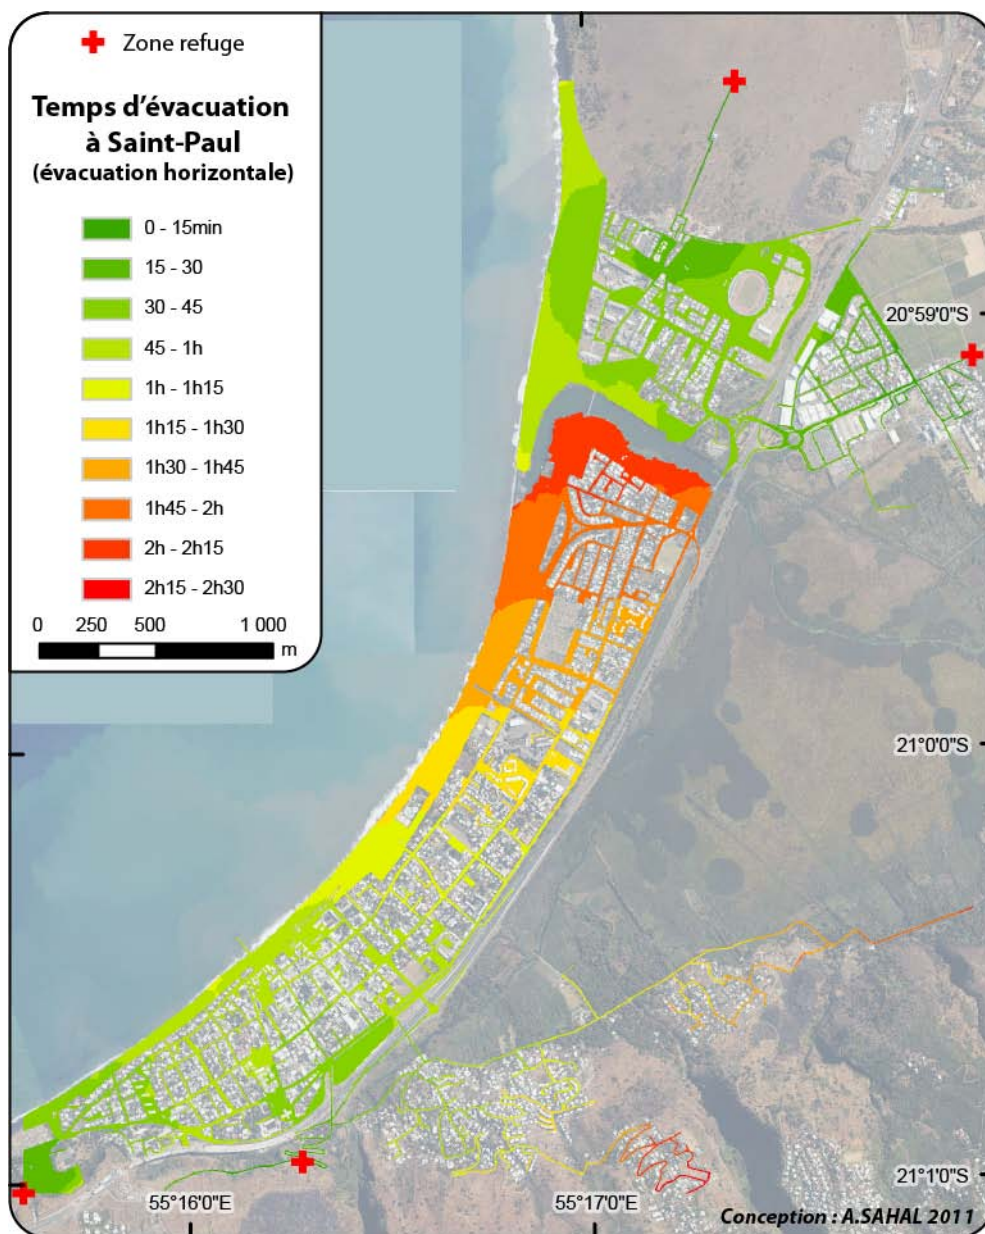 Zone refuge
Temps d'évacuation
à Saint-Paul
(évacuation horizontale)
0 - 15min
15 - 30
30 - 45
45 - 1h
1h - 1h15
1h15 - 1h30
1h30 - 1h45
1h45 - 2h
2h - 2h15
2h15 - 2h30
0 250 500 1 000
m
20°59'0"S
21°0'0"S
21°1'0"S
55°16'0"E
55°17'0"E
Conception : A.SAHAL 2011